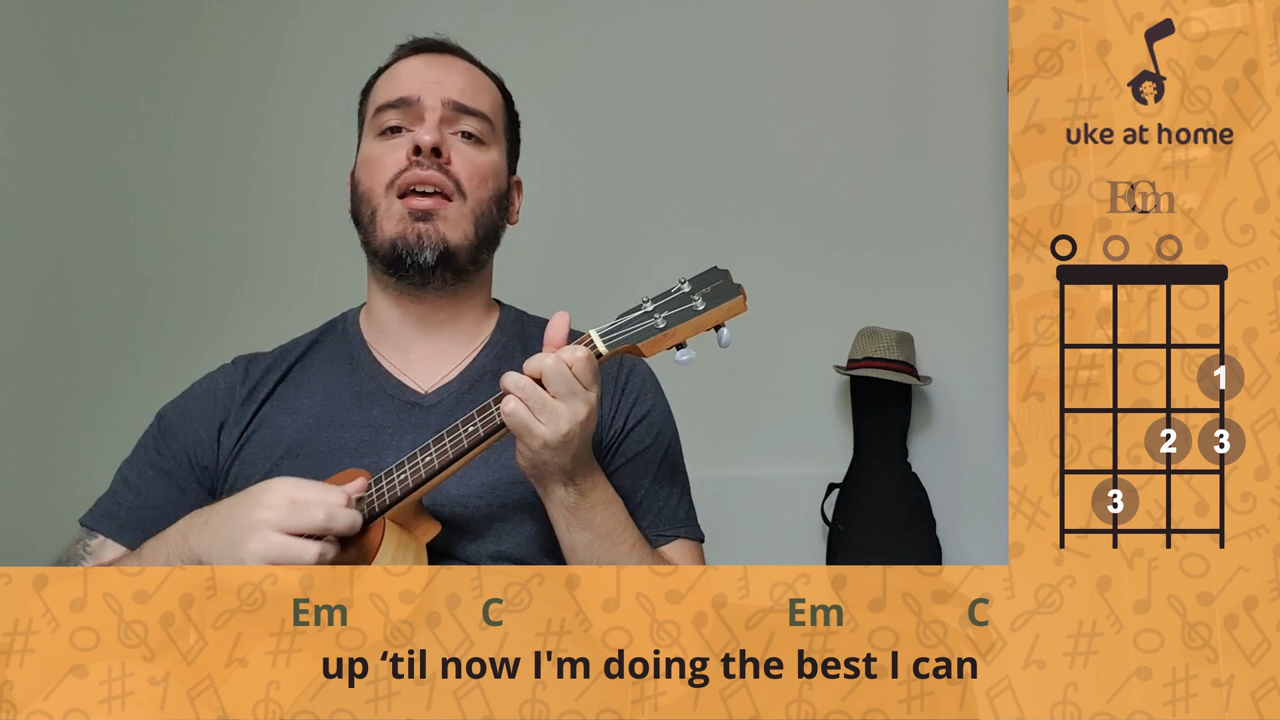 uke at home
1
2 3
3
Em C Em C
up ‘til now I'm doing the best I can